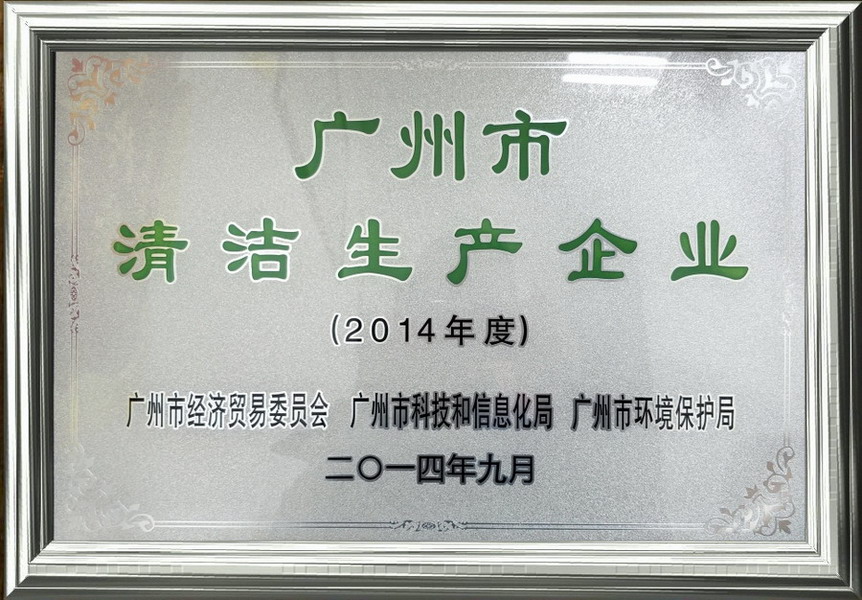 广州市
清洁生产企业
(2014年度)
广州市经济贸易委员会 广州市科技和信息化局 广州市环境保护局
二〇一四年九月